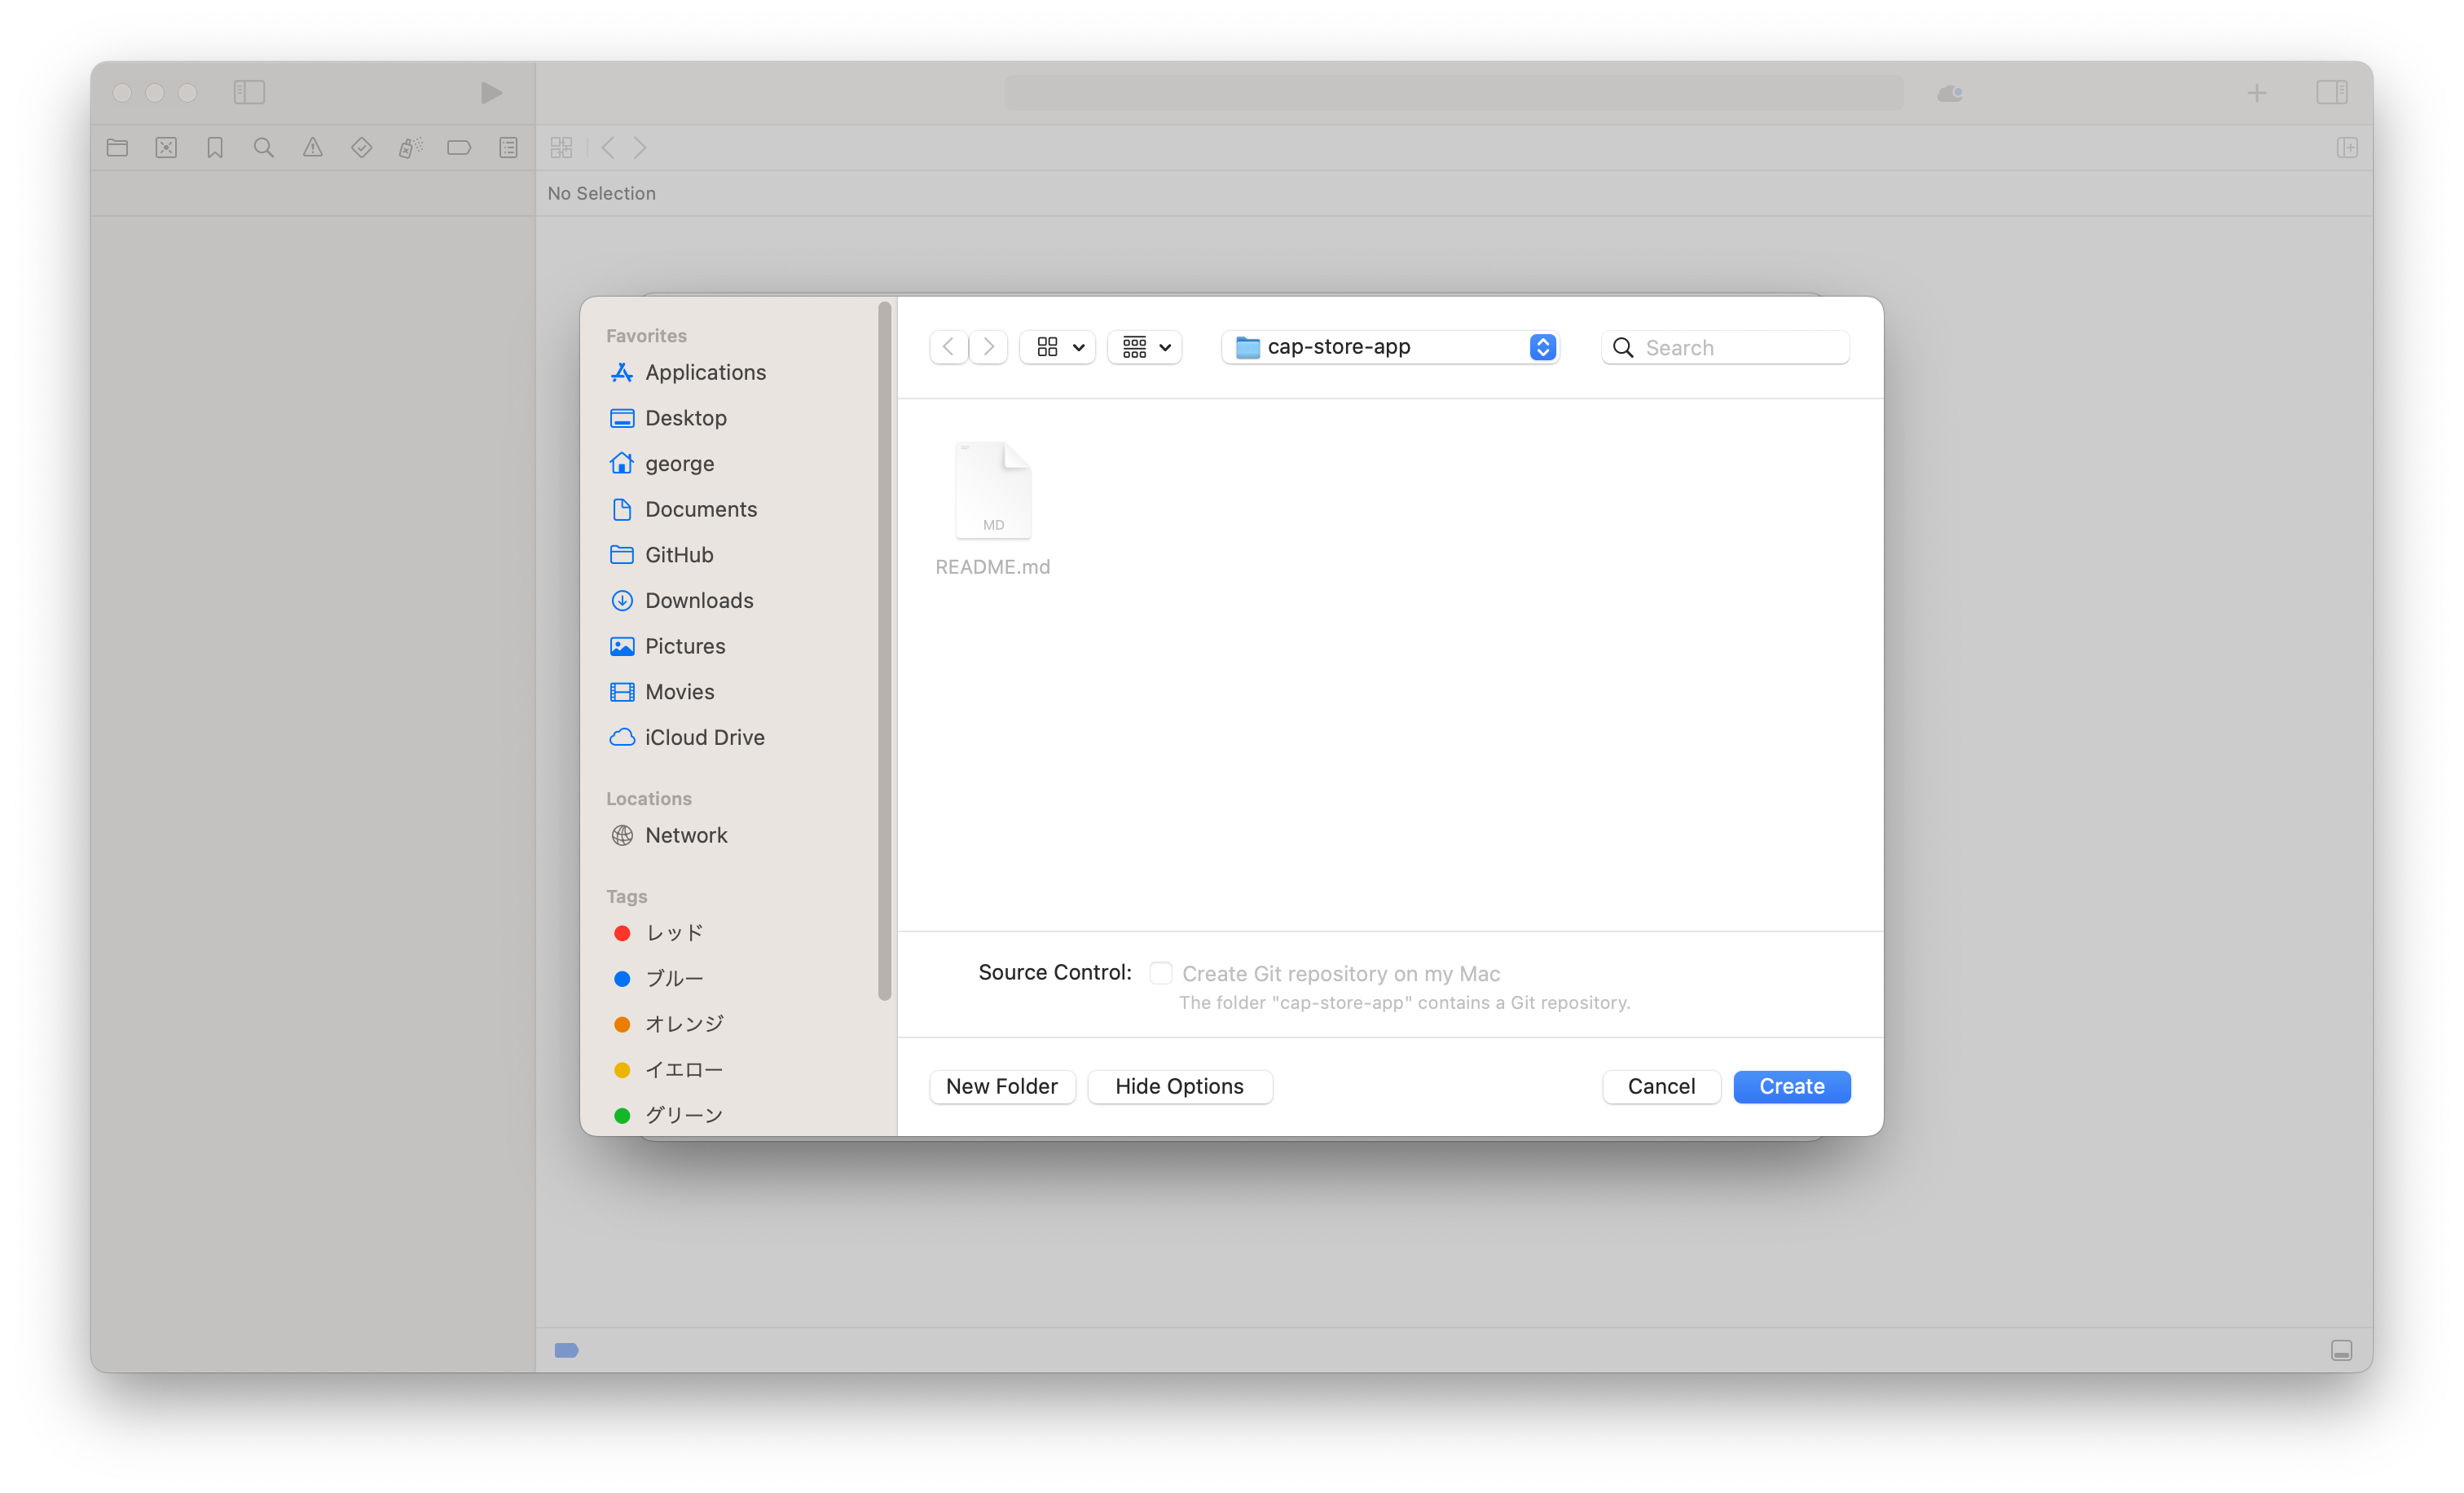 No Selection
Favorites
Applications
Desktop
george
Documents
GitHub
Downloads
Pictures
Movies
iCloud Drive
Locations
Network
Tags
レッド
ブルー
オレンジ
イエロー
グリーン
cap-store-app
Search
MD
README.md
Source Control:
Create Git repository on my Mac
The folder "cap-store-app" contains a Git repository.
New Folder
Hide Options
Cancel
Create